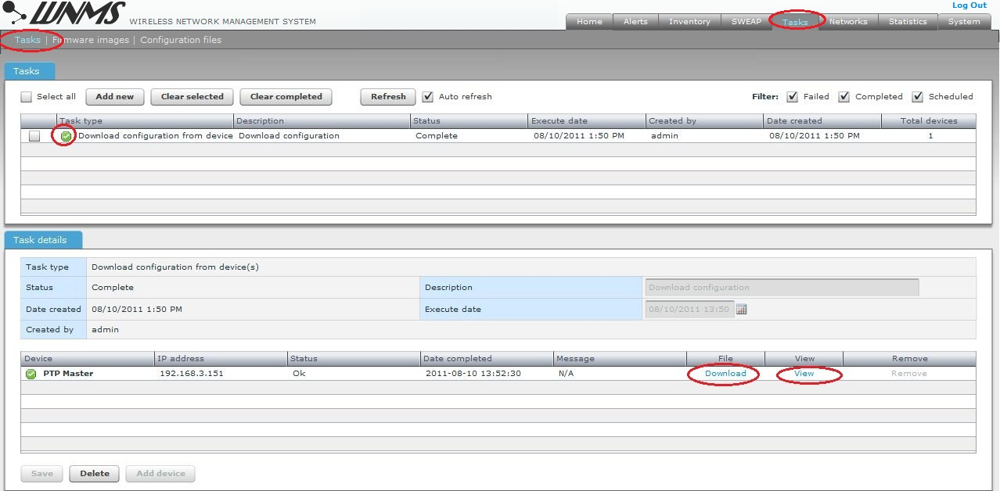 Log Out
WNMS WIRELESS NETWORK MANAGEMENT SYSTEM
Home Alerts Inventory SWEAP Tasks Networks Statistics System
Tasks | Firmware images | Configuration files
Tasks
Select all Add new Clear selected Clear completed Refresh Auto refresh Filter: Failed Completed Scheduled
Task type Description Status Execute date Created by Date created Total devices
Download configuration from device Download configuration Complete 08/10/2011 1:50 PM admin 08/10/2011 1:50 PM 1
Task details
Task type Download configuration from device(s)
Status Complete Description Download configuration
Date created 08/10/2011 1:50 PM Execute date 08/10/2011 13:50
Created by admin
Device IP address Status Date completed Message File View Remove
PTP Master 192.168.3.151 Ok 2011-08-10 13:52:30 N/A Download View Remove
Save Delete Add device